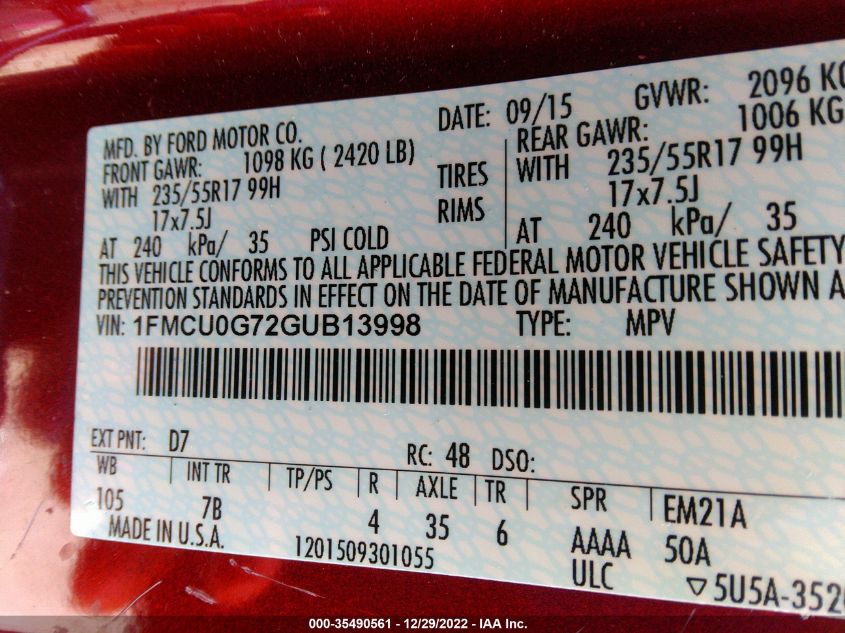 MFD. BY FORD MOTOR CO.
DATE: 09/15
GVWR: 2096 KG
FRONT GAWR: 1098 KG ( 2420 LB)
REAR GAWR: 1006 KG
WITH 235/55R17 99H
TIRES
WITH 235/55R17 99H
17x7.5J
RIMS
17x7.5J
AT 240 kPa/ 35 PSI COLD
AT 240 kPa/ 35
THIS VEHICLE CONFORMS TO ALL APPLICABLE FEDERAL MOTOR VEHICLE SAFETY
PREVENTION STANDARDS IN EFFECT ON THE DATE OF MANUFACTURE SHOWN A
VIN: 1FMCU0G72GUB13998
TYPE: MPV
EXT PNT: D7
RC: 48 DSO:
WB INT TR TP/PS R AXLE TR SPR EM21A
105 7B 4 35 6 AAAA 50A
MADE IN U.S.A.
1201509301055
ULC
5U5A-352
000-35490561 - 12/29/2022 - IAA Inc.